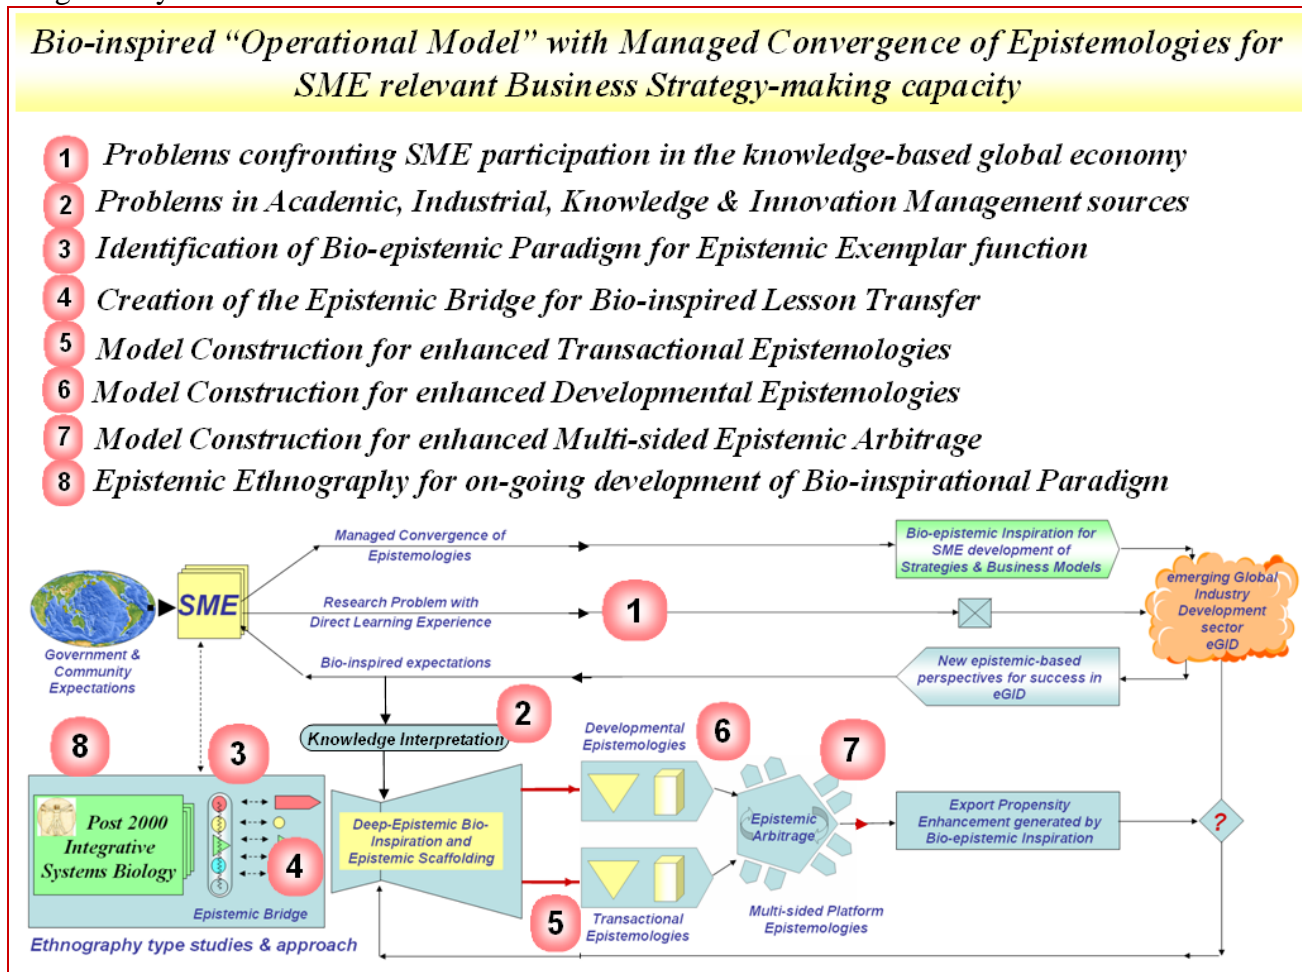 Bio-inspired “Operational Model” with Managed Convergence of Epistemologies for
SME relevant Business Strategy-making capacity
1 Problems confronting SME participation in the knowledge-based global economy
2 Problems in Academic, Industrial, Knowledge & Innovation Management sources
3 Identification of Bio-epistemic Paradigm for Epistemic Exemplar function
4 Creation of the Epistemic Bridge for Bio-inspired Lesson Transfer
5 Model Construction for enhanced Transactional Epistemologies
6 Model Construction for enhanced Developmental Epistemologies
7 Model Construction for enhanced Multi-sided Epistemic Arbitrage
8 Epistemic Ethnography for on-going development of Bio-inspirational Paradigm
Managed Convergence of
Epistemologies
Bio-epistemic Inspiration for
SME development of
Strategies & Business Models
SME
Government &
Community
Expectations
Research Problem with
Direct Learning Experience
1
emerging Global
Industry
Development
sector
eGID
Bio-inspired expectations
New epistemic-based
perspectives for success in
eGID
2
Knowledge Interpretation
8
3
Post 2000
Integrative
Systems Biology
4
Epistemic Bridge
Ethnography type studies & approach
Deep-Epistemic Bio-
Inspiration and
Epistemic Scaffolding
5
Developmental
Epistemologies
6
Transactional
Epistemologies
7
Epistemic
Arbitrage
Multi-sided Platform
Epistemologies
Export Propensity
Enhancement generated by
Bio-epistemic Inspiration
?